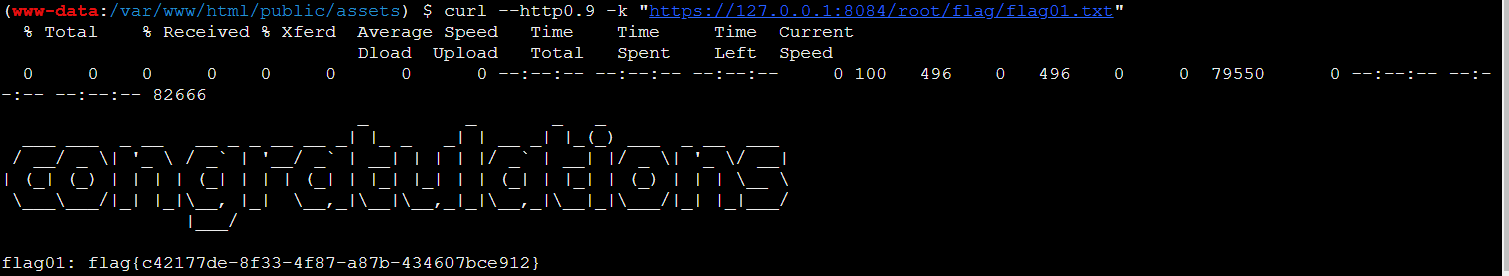 (www-data:/var/www/html/public/assets) $ curl --http0.9 -k "https://127.0.0.1:8084/root/flag/flag01.txt"
% Total % Received % Xferd Average Speed Time Time Time Current
Dload Upload Total Spent Left Speed
0 0 0 0 0 0 0 0 --:--:-- --:--:-- --:--:-- 0 100 496 0 496 0 0 79550 0 --:--:-- --:-
-:-- --:--:-- 82666
congratulations
flag01: flag{c42177de-8f33-4f87-a87b-434607bce912}